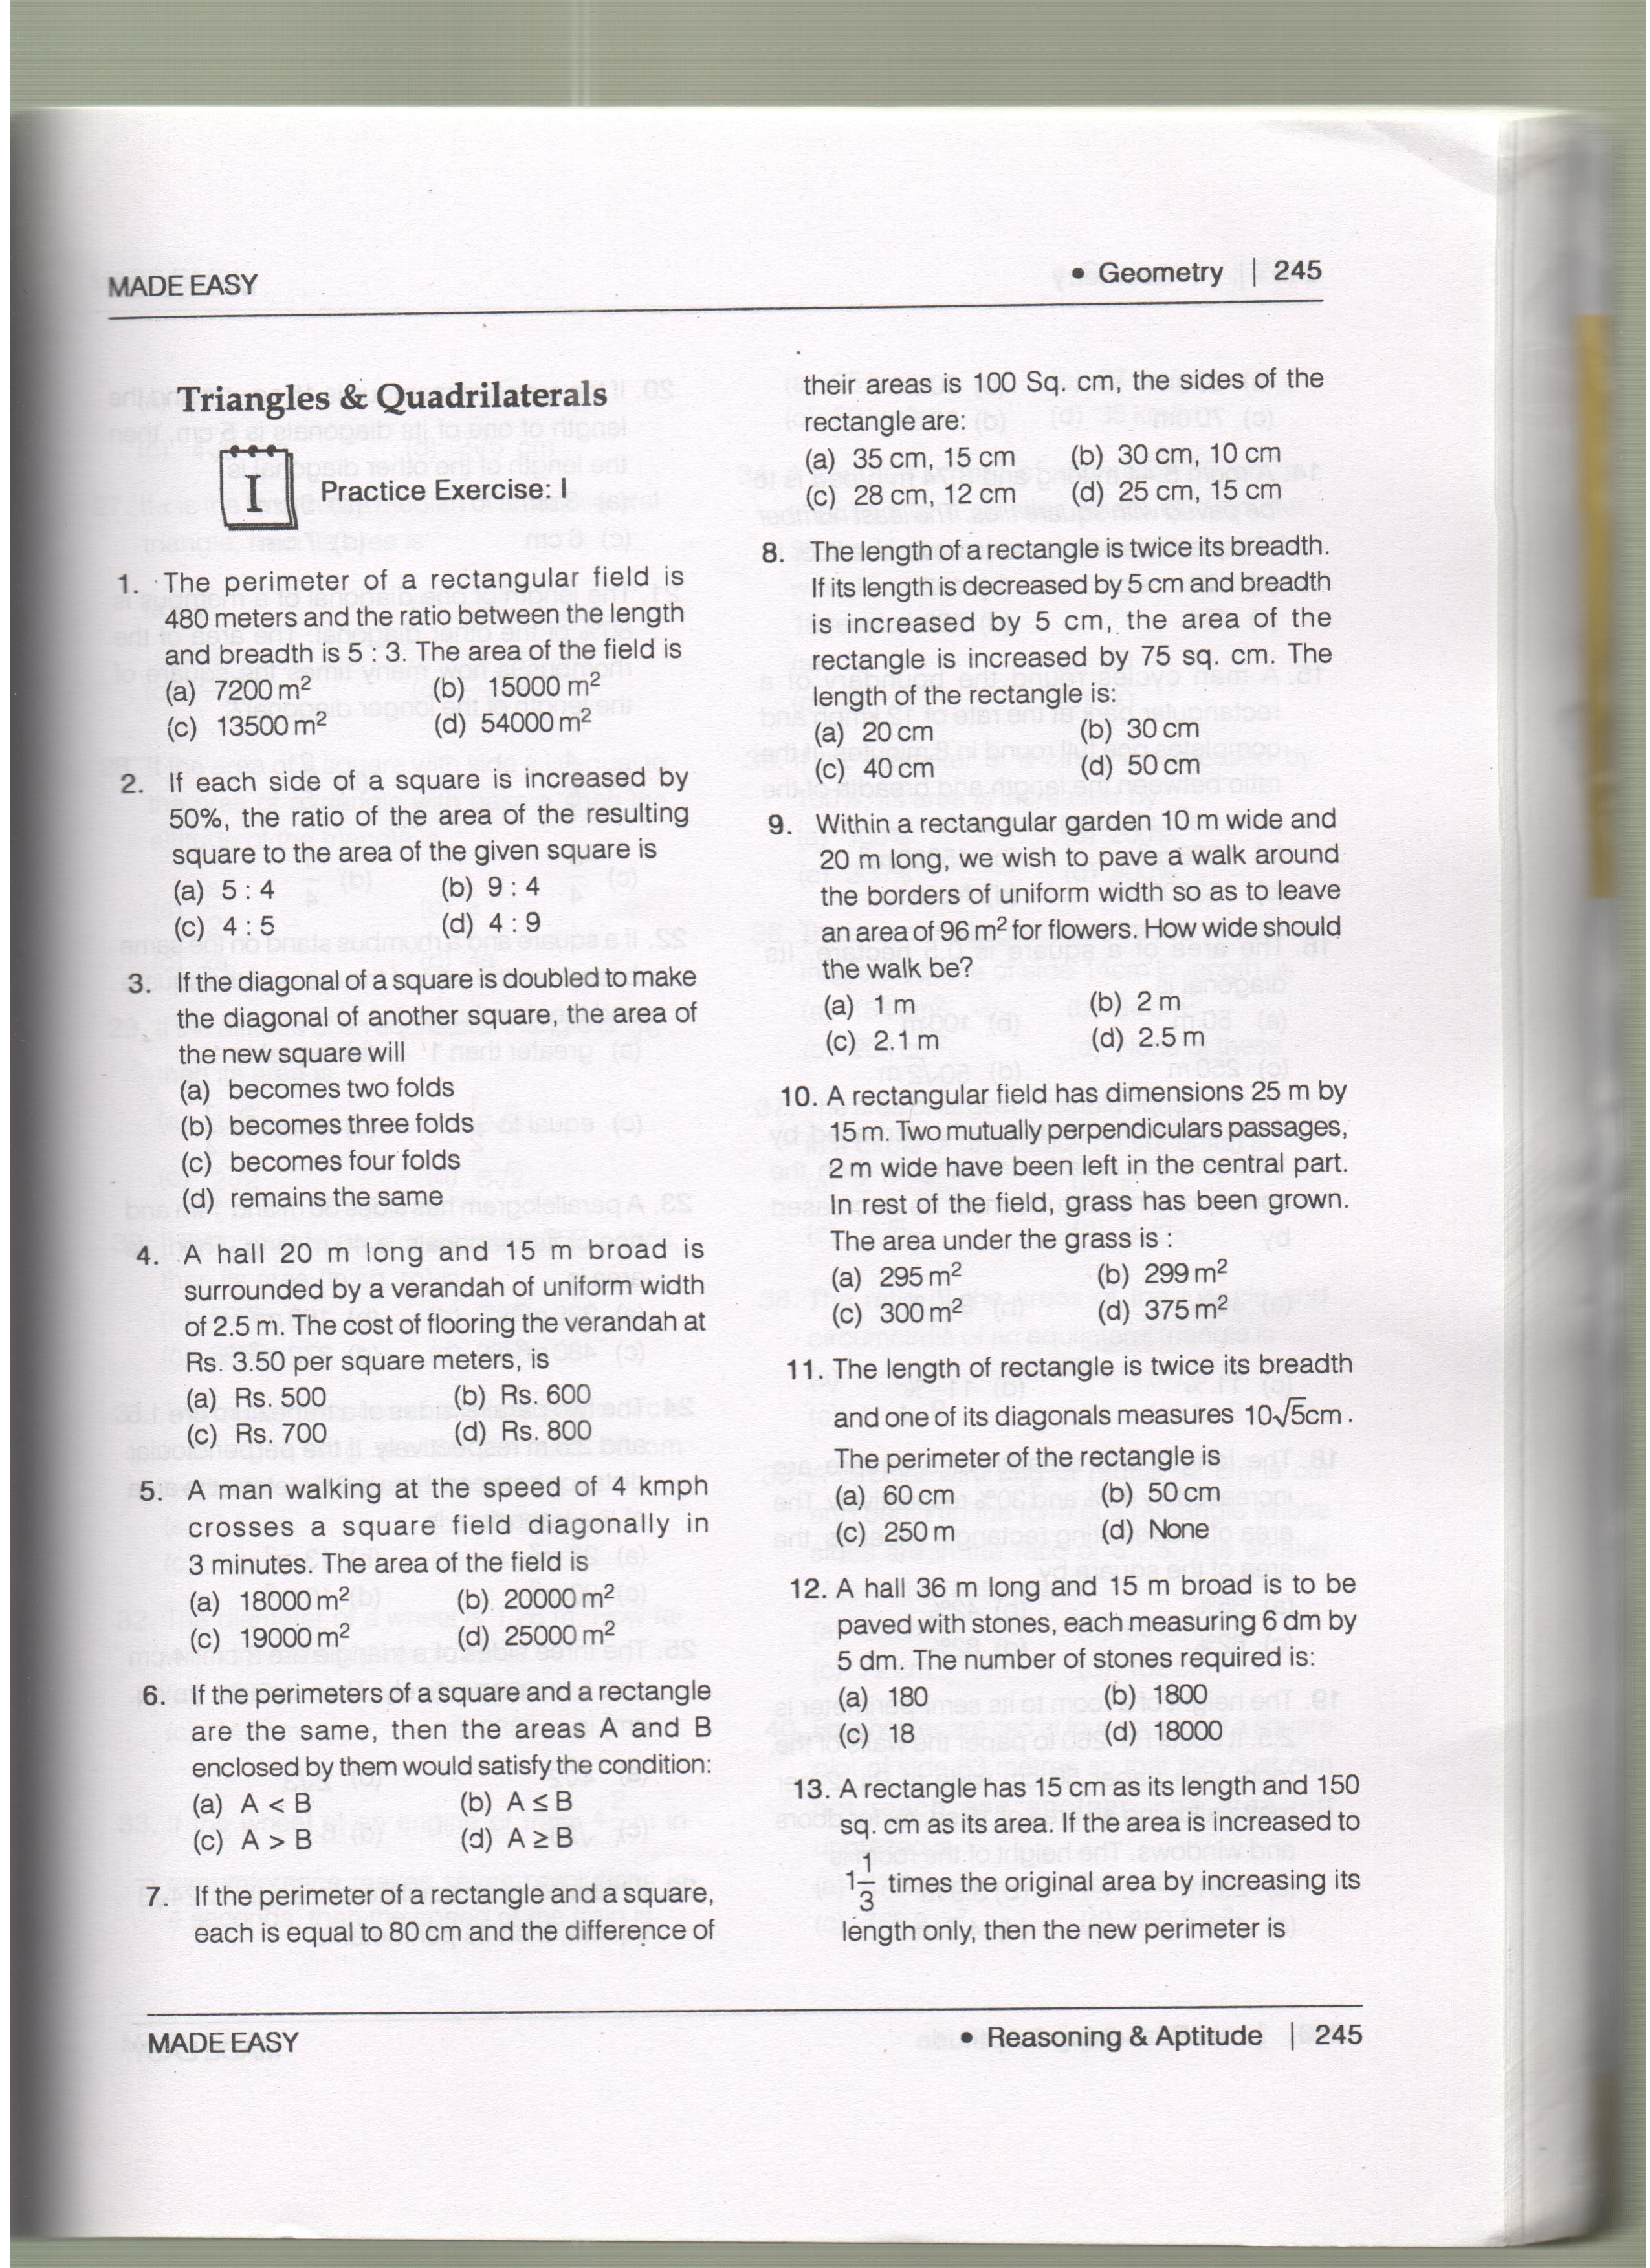 MADE EASY
• Geometry | 245
Triangles & Quadrilaterals
I
Practice Exercise: I
1. The perimeter of a rectangular field is
480 meters and the ratio between the length
and breadth is 5 : 3. The area of the field is
(a) 7200 m² (b) 15000 m²
(c) 13500 m² (d) 54000 m²
2. If each side of a square is increased by
50%, the ratio of the area of the resulting
square to the area of the given square is
(a) 5 : 4 (b) 9 : 4
(c) 4 : 5 (d) 4 : 9
3. If the diagonal of a square is doubled to make
the diagonal of another square, the area of
the new square will
(a) becomes two folds
(b) becomes three folds
(c) becomes four folds
(d) remains the same
4. A hall 20 m long and 15 m broad is
surrounded by a verandah of uniform width
of 2.5 m. The cost of flooring the verandah at
Rs. 3.50 per square meters, is
(a) Rs. 500 (b) Rs. 600
(c) Rs. 700 (d) Rs. 800
5. A man walking at the speed of 4 kmph
crosses a square field diagonally in
3 minutes. The area of the field is
(a) 18000 m² (b) 20000 m²
(c) 19000 m² (d) 25000 m²
6. If the perimeters of a square and a rectangle
are the same, then the areas A and B
enclosed by them would satisfy the condition:
(a) A < B (b) A ≤ B
(c) A > B (d) A ≥ B
7. If the perimeter of a rectangle and a square,
each is equal to 80 cm and the difference of
their areas is 100 Sq. cm, the sides of the
rectangle are:
(a) 35 cm, 15 cm (b) 30 cm, 10 cm
(c) 28 cm, 12 cm (d) 25 cm, 15 cm
8. The length of a rectangle is twice its breadth.
If its length is decreased by 5 cm and breadth
is increased by 5 cm, the area of the
rectangle is increased by 75 sq. cm. The
length of the rectangle is:
(a) 20 cm (b) 30 cm
(c) 40 cm (d) 50 cm
9. Within a rectangular garden 10 m wide and
20 m long, we wish to pave a walk around
the borders of uniform width so as to leave
an area of 96 m² for flowers. How wide should
the walk be?
(a) 1 m (b) 2 m
(c) 2.1 m (d) 2.5 m
10. A rectangular field has dimensions 25 m by
15 m. Two mutually perpendiculars passages,
2 m wide have been left in the central part.
In rest of the field, grass has been grown.
The area under the grass is :
(a) 295 m² (b) 299 m²
(c) 300 m² (d) 375 m²
11. The length of rectangle is twice its breadth
and one of its diagonals measures 10√5cm.
The perimeter of the rectangle is
(a) 60 cm (b) 50 cm
(c) 250 m (d) None
12. A hall 36 m long and 15 m broad is to be
paved with stones, each measuring 6 dm by
5 dm. The number of stones required is:
(a) 180 (b) 1800
(c) 18 (d) 18000
13. A rectangle has 15 cm as its length and 150
sq. cm as its area. If the area is increased to
1 1/3 times the original area by increasing its
length only, then the new perimeter is
MADE EASY
• Reasoning & Aptitude | 245